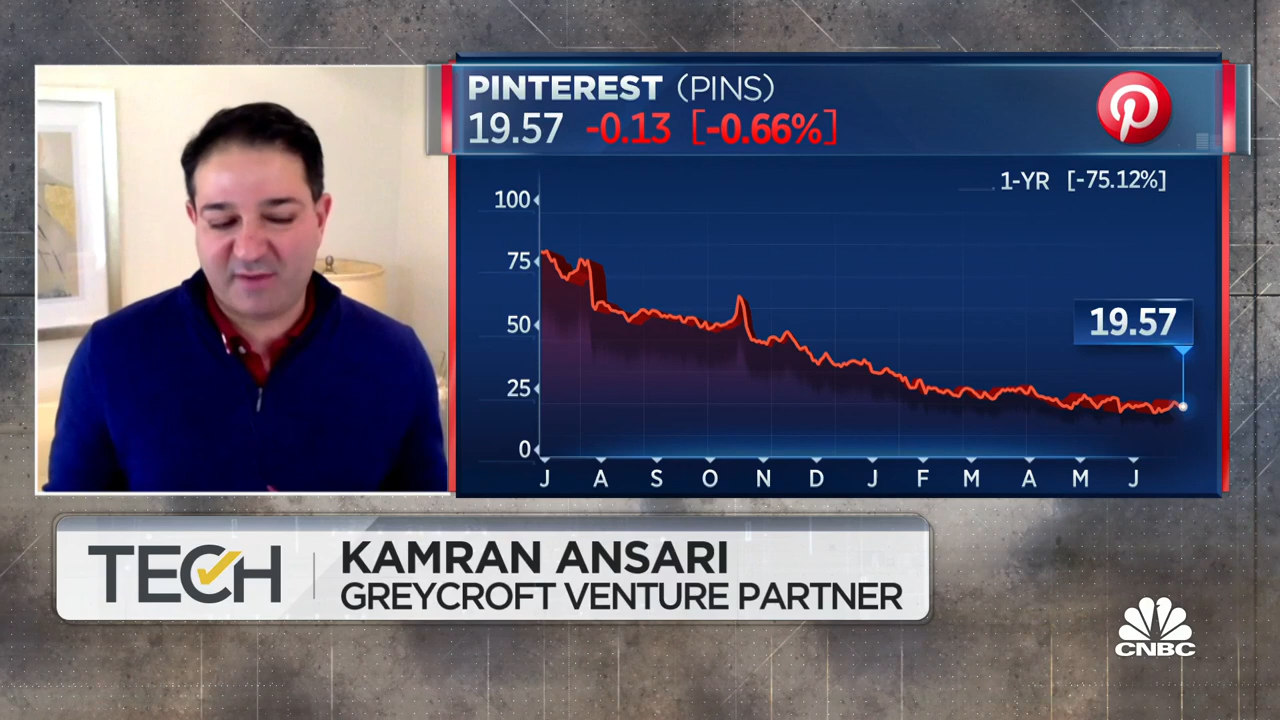 PINTEREST (PINS)
19.57 -0.13 [-0.66%]
1-YR [-75.12%]
100
75
50
25
0
19.57
J A S O N D J F M A M J
TECH
KAMRAN ANSARI
GREYCROFT VENTURE PARTNER
CNBC